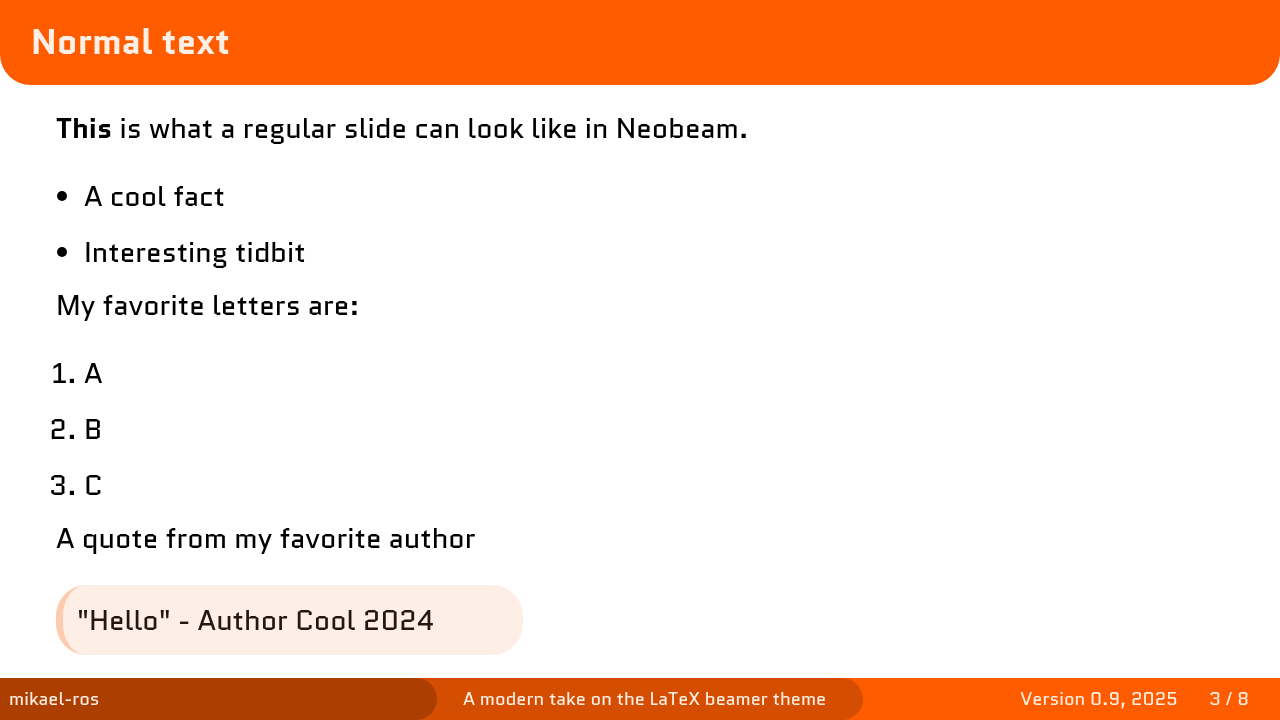 Normal text
This is what a regular slide can look like in Neobeam.
• A cool fact
• Interesting tidbit
My favorite letters are:
1. A
2. B
3. C
A quote from my favorite author
"Hello" - Author Cool 2024
mikael-ros A modern take on the LaTeX beamer theme Version 0.9, 2025 3 / 8